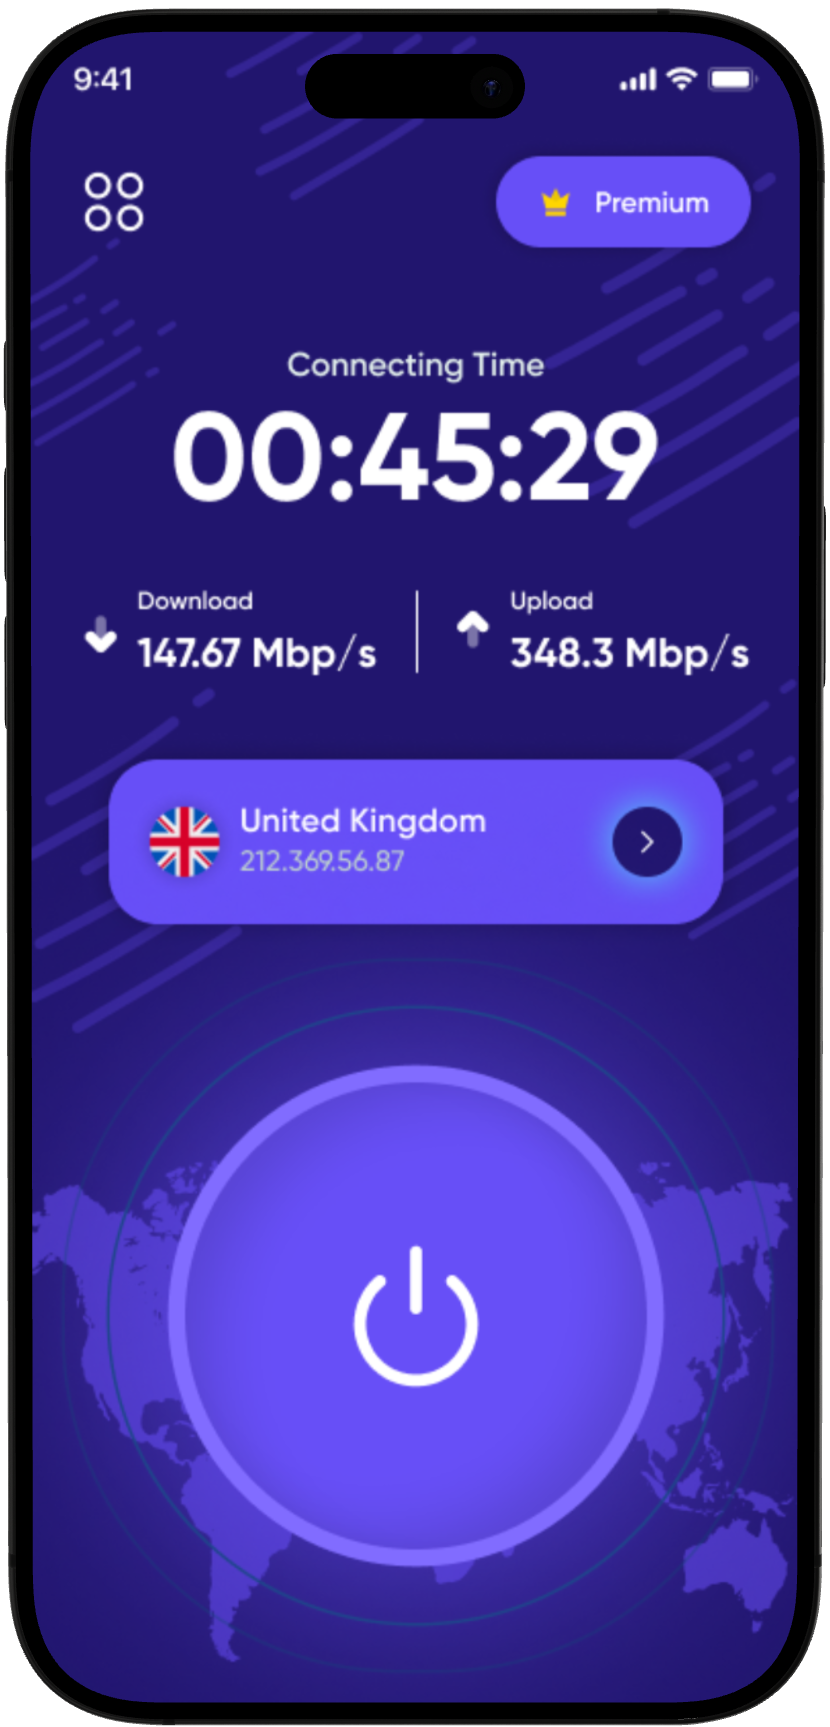 9:41
Premium
Connecting Time
00:45:29
Download
147.67 Mbp/s
Upload
348.3 Mbp/s
United Kingdom
212.369.56.87